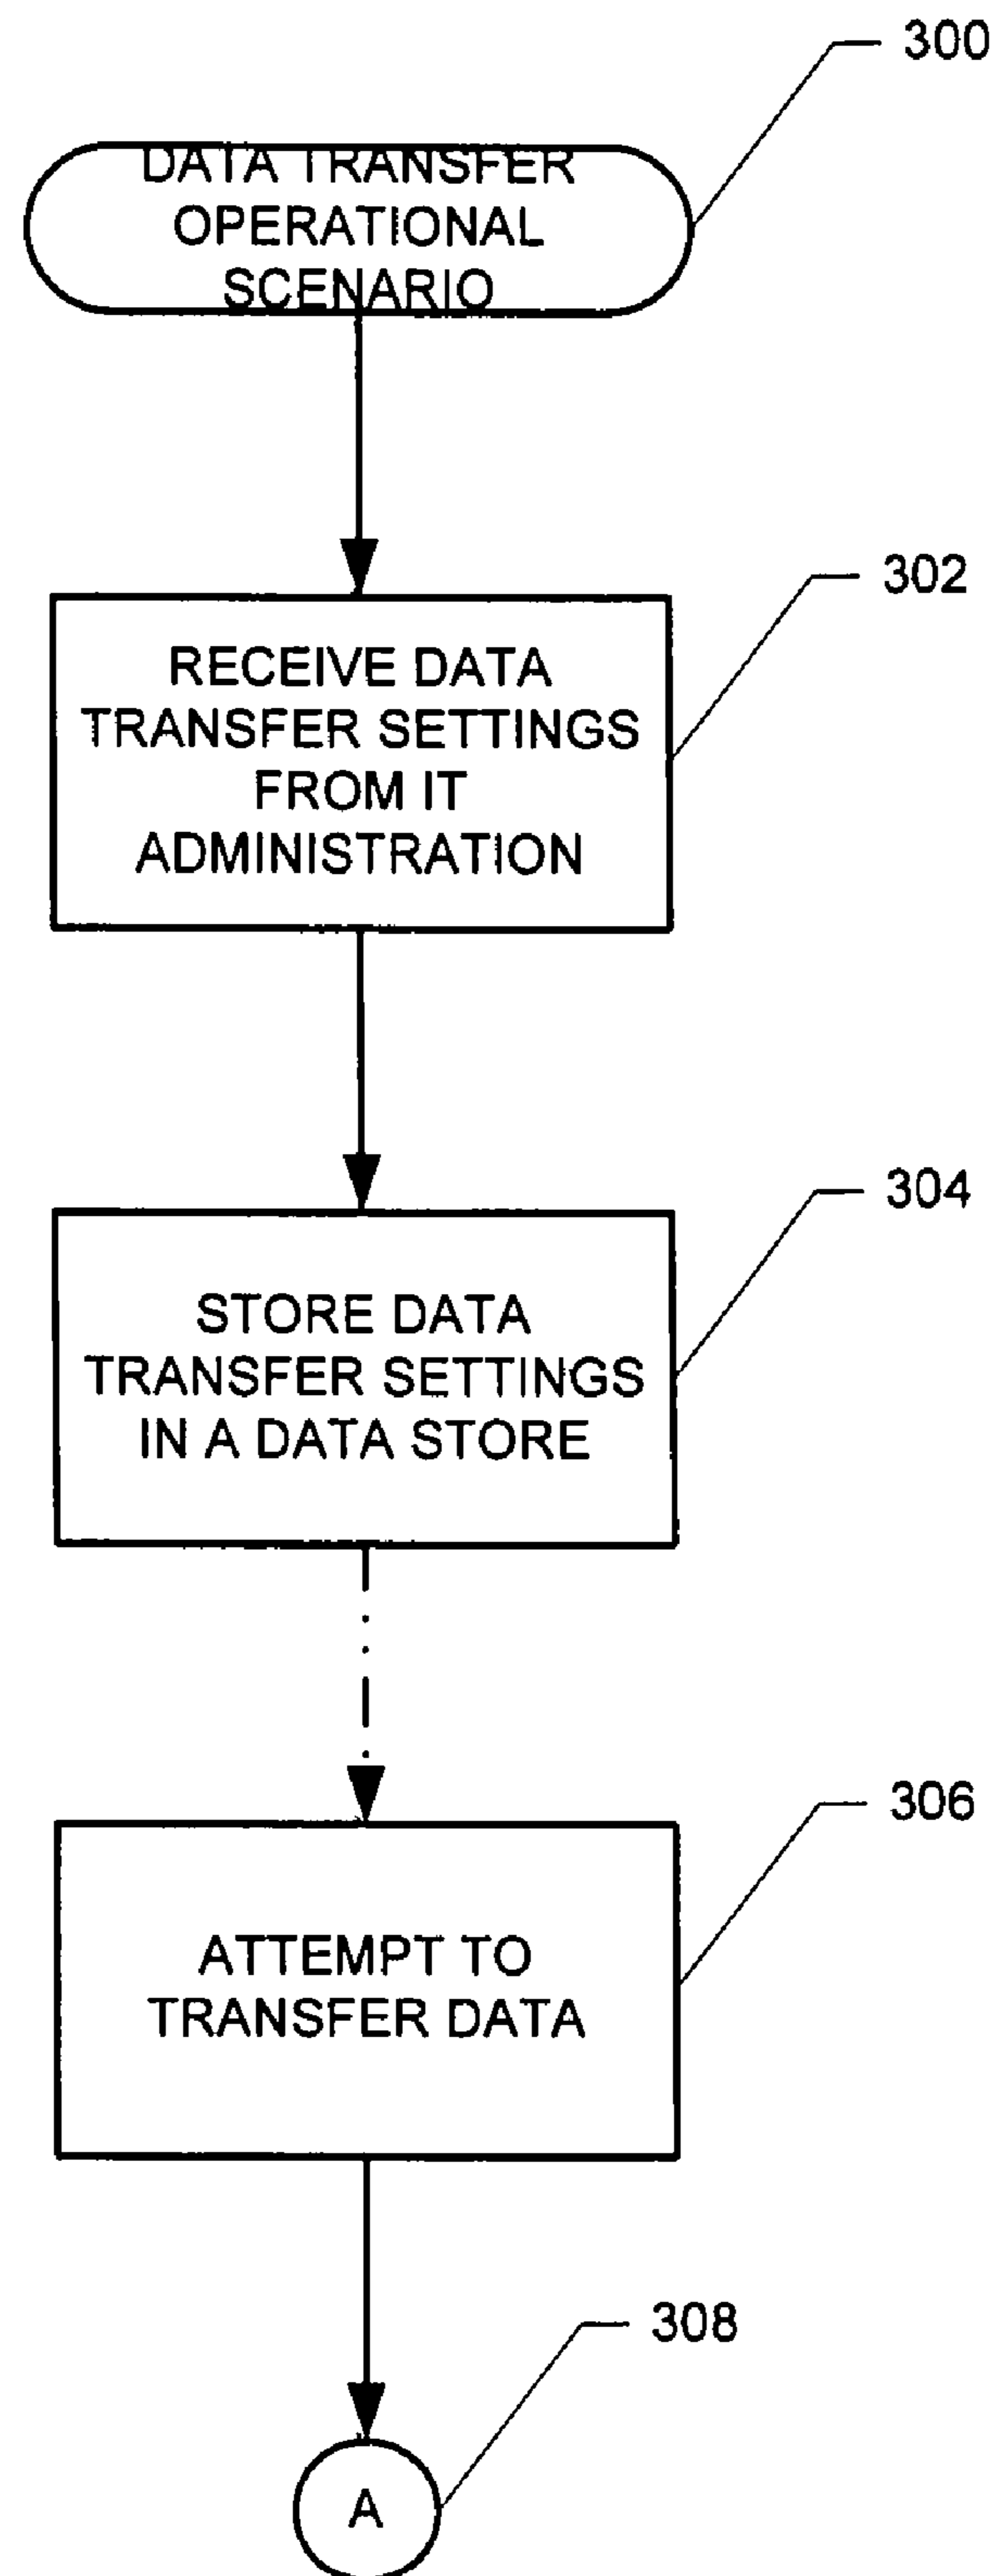 300
DATA TRANSFER
OPERATIONAL
SCENARIO
302
RECEIVE DATA
TRANSFER SETTINGS
FROM IT
ADMINISTRATION
304
STORE DATA
TRANSFER SETTINGS
IN A DATA STORE
306
ATTEMPT TO
TRANSFER DATA
308
A